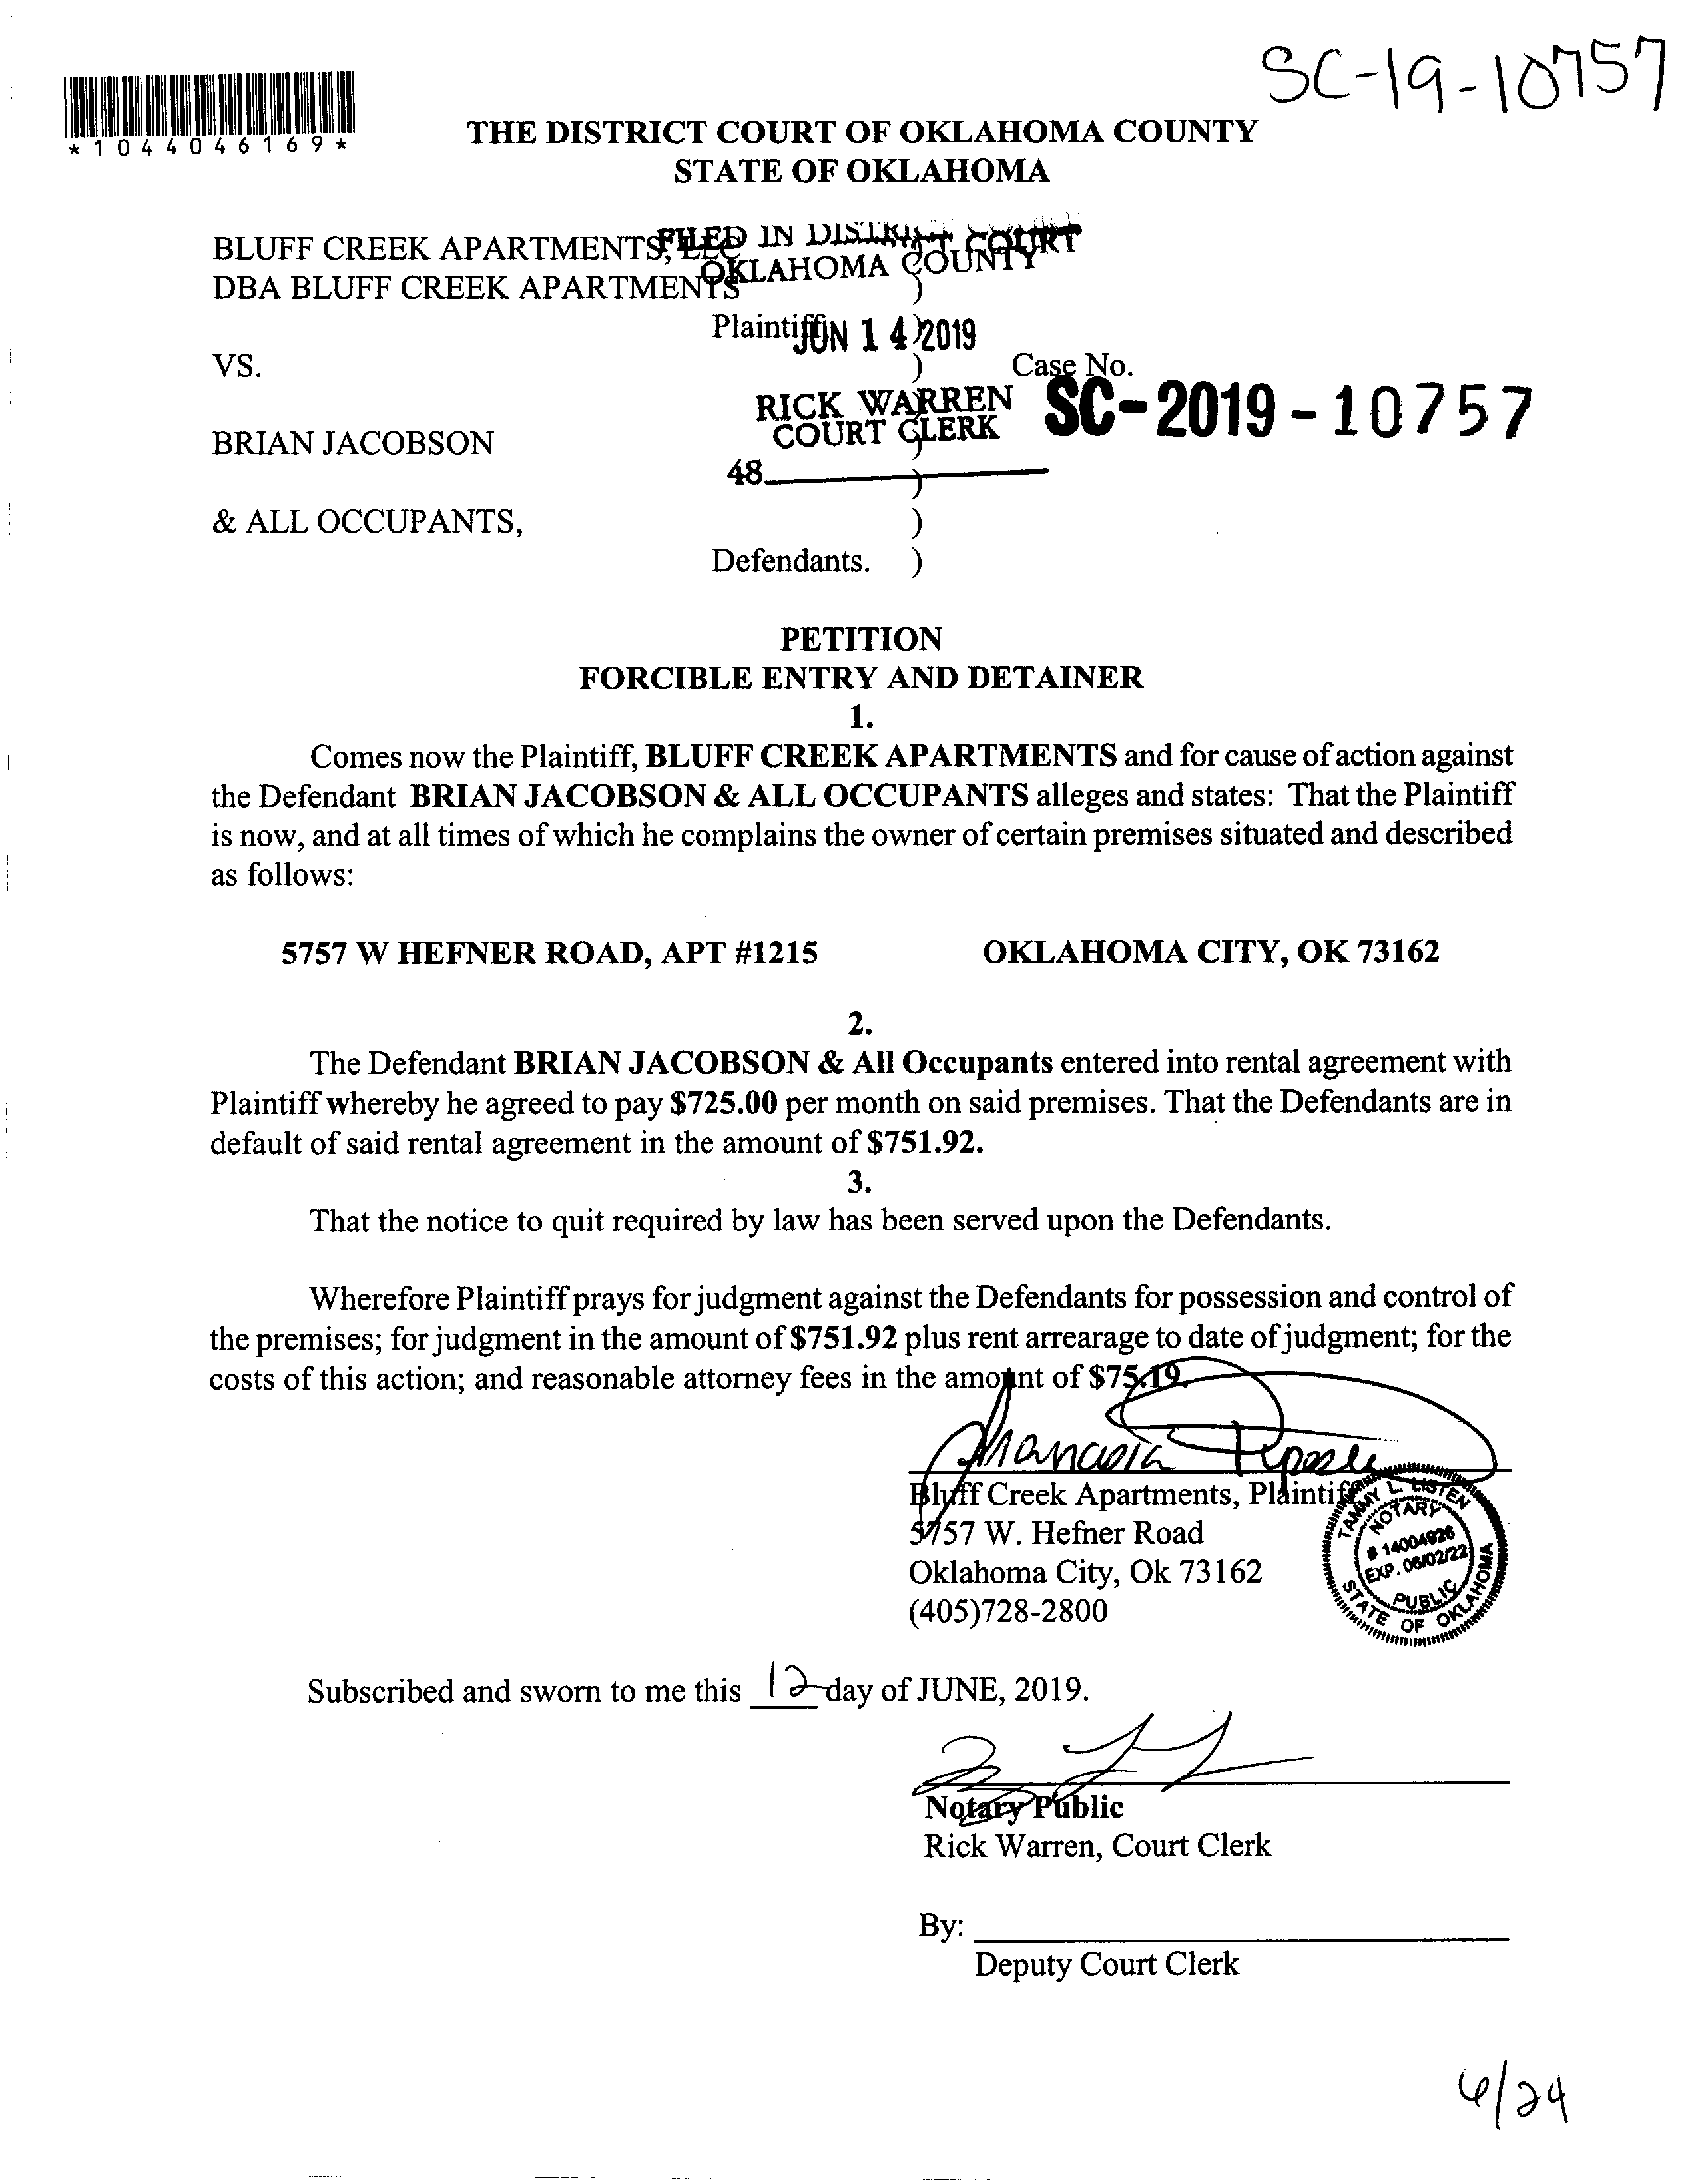 SC-19-10757
*1044046169*
THE DISTRICT COURT OF OKLAHOMA COUNTY
STATE OF OKLAHOMA
BLUFF CREEK APARTMENTS, LLC
FILED IN DISTRICT COURT
DBA BLUFF CREEK APARTMENTS
OKLAHOMA COUNTY
)
Plaintiff
)
JUN 14 2019
VS.
)
Case No.
RICK WARREN
COURT CLERK
SC-2019-10757
BRIAN JACOBSON
)
48
)
& ALL OCCUPANTS,
)
Defendants. )
PETITION
FORCIBLE ENTRY AND DETAINER
1.
Comes now the Plaintiff, BLUFF CREEK APARTMENTS and for cause of action against
the Defendant BRIAN JACOBSON & ALL OCCUPANTS alleges and states: That the Plaintiff
is now, and at all times of which he complains the owner of certain premises situated and described
as follows:
5757 W HEFNER ROAD, APT #1215 OKLAHOMA CITY, OK 73162
2.
The Defendant BRIAN JACOBSON & All Occupants entered into rental agreement with
Plaintiff whereby he agreed to pay $725.00 per month on said premises. That the Defendants are in
default of said rental agreement in the amount of $751.92.
3.
That the notice to quit required by law has been served upon the Defendants.
Wherefore Plaintiff prays for judgment against the Defendants for possession and control of
the premises; for judgment in the amount of $751.92 plus rent arrearage to date of judgment; for the
costs of this action; and reasonable attorney fees in the amount of $75.19.
Bluff Creek Apartments, Plaintiff
5757 W. Hefner Road
Oklahoma City, Ok 73162
(405)728-2800
TAMMY L. LISTEN
NOTARY
# 14004926
EXP. 06/02/22
PUBLIC
STATE OF OKLAHOMA
Subscribed and sworn to me this 12 day of JUNE, 2019.
Notary Public
Rick Warren, Court Clerk
By:
Deputy Court Clerk
6/24